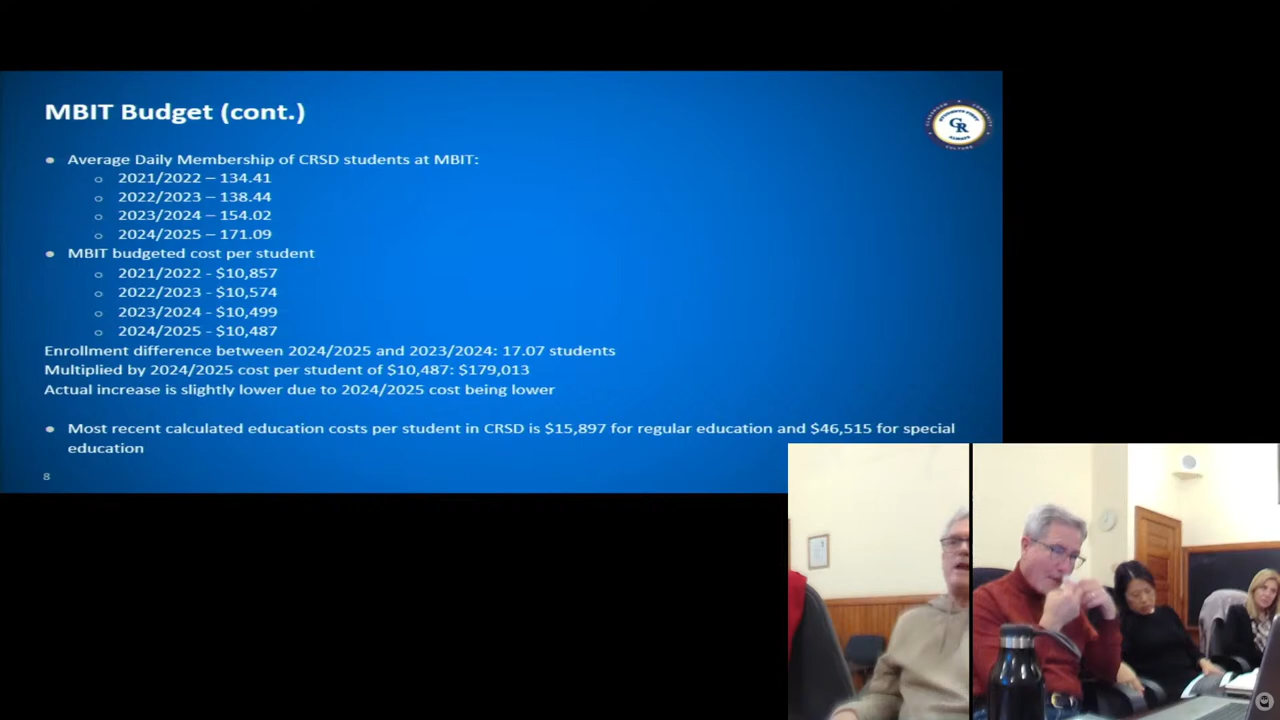 MBIT Budget (cont.)
STUDENTS FIRST
CR
ALWAYS
CULTURE
● Average Daily Membership of CRSD students at MBIT:
○ 2021/2022 – 134.41
○ 2022/2023 – 138.44
○ 2023/2024 – 154.02
○ 2024/2025 – 171.09
● MBIT budgeted cost per student
○ 2021/2022 - $10,857
○ 2022/2023 - $10,574
○ 2023/2024 - $10,499
○ 2024/2025 - $10,487
Enrollment difference between 2024/2025 and 2023/2024: 17.07 students
Multiplied by 2024/2025 cost per student of $10,487: $179,013
Actual increase is slightly lower due to 2024/2025 cost being lower
● Most recent calculated education costs per student in CRSD is $15,897 for regular education and $46,515 for special
education
8